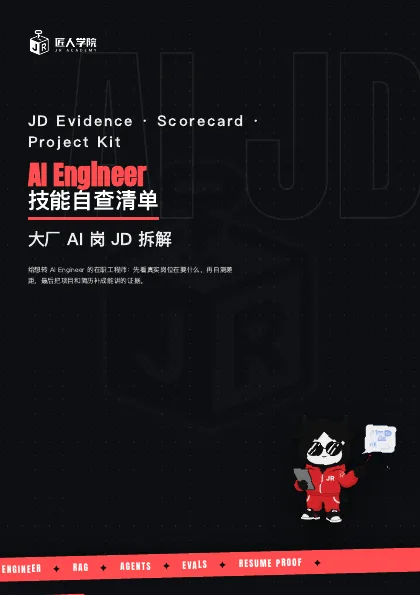 匠人学院
JR ACADEMY
AI JD
JD Evidence · Scorecard ·
Project Kit
AI Engineer
技能自查清单
大厂 AI 岗 JD 拆解
给想转 AI Engineer 的在职工程师：先看真实岗位在要什么，再自测差
距，最后把项目和简历补成能讲的证据。
JR
JR
ENGINEER ✦ RAG ✦ AGENTS ✦ EVALS ✦ RESUME PROOF ✦